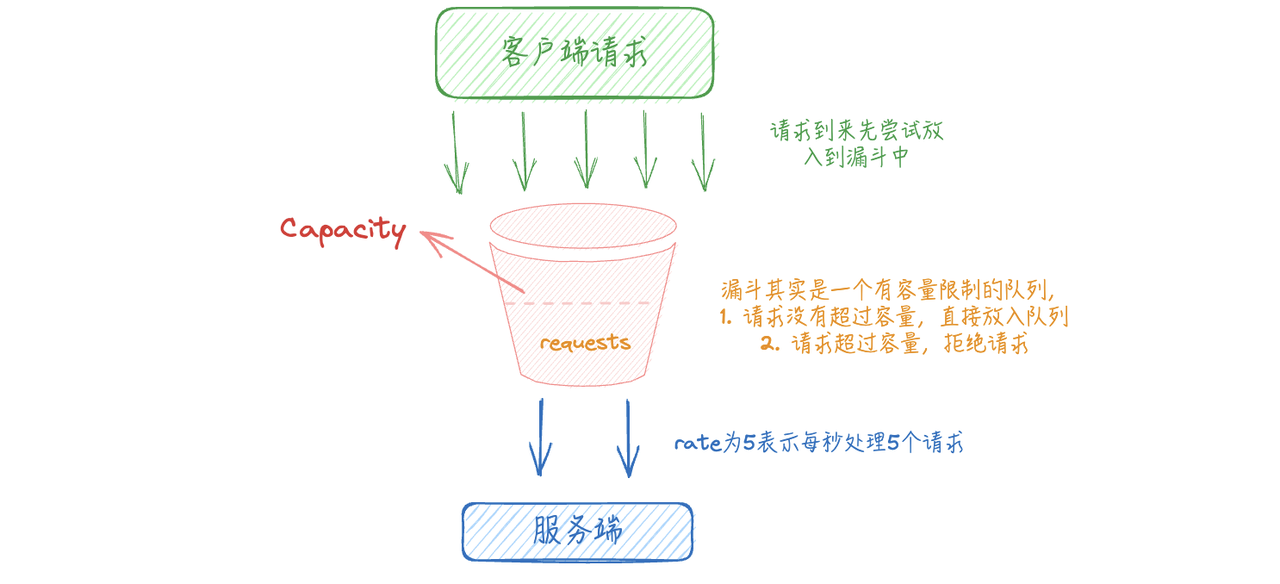 客户端请求
请求到来先尝试放
入到漏斗中
Capacity
漏斗其实是一个有容量限制的队列,
1. 请求没有超过容量，直接放入队列
2. 请求超过容量，拒绝请求
requests
rate为5表示每秒处理5个请求
服务端